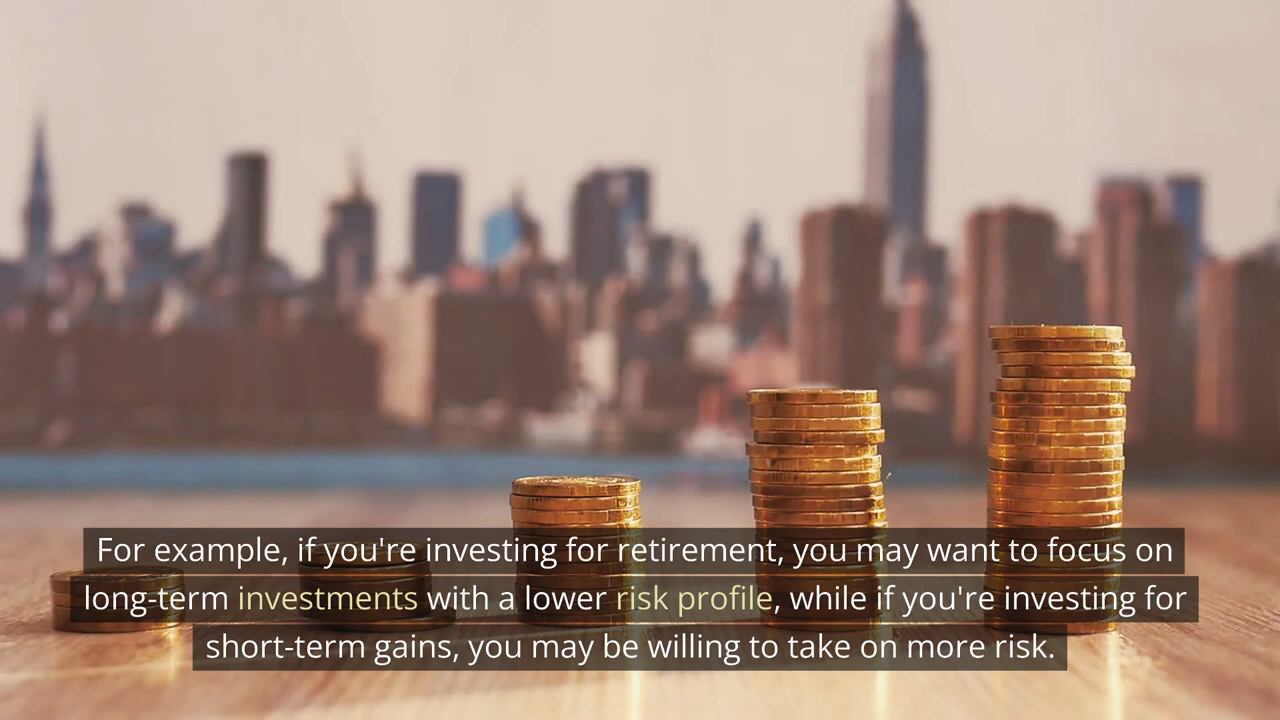 For example, if you're investing for retirement, you may want to focus on
long-term investments with a lower risk profile, while if you're investing for
short-term gains, you may be willing to take on more risk.